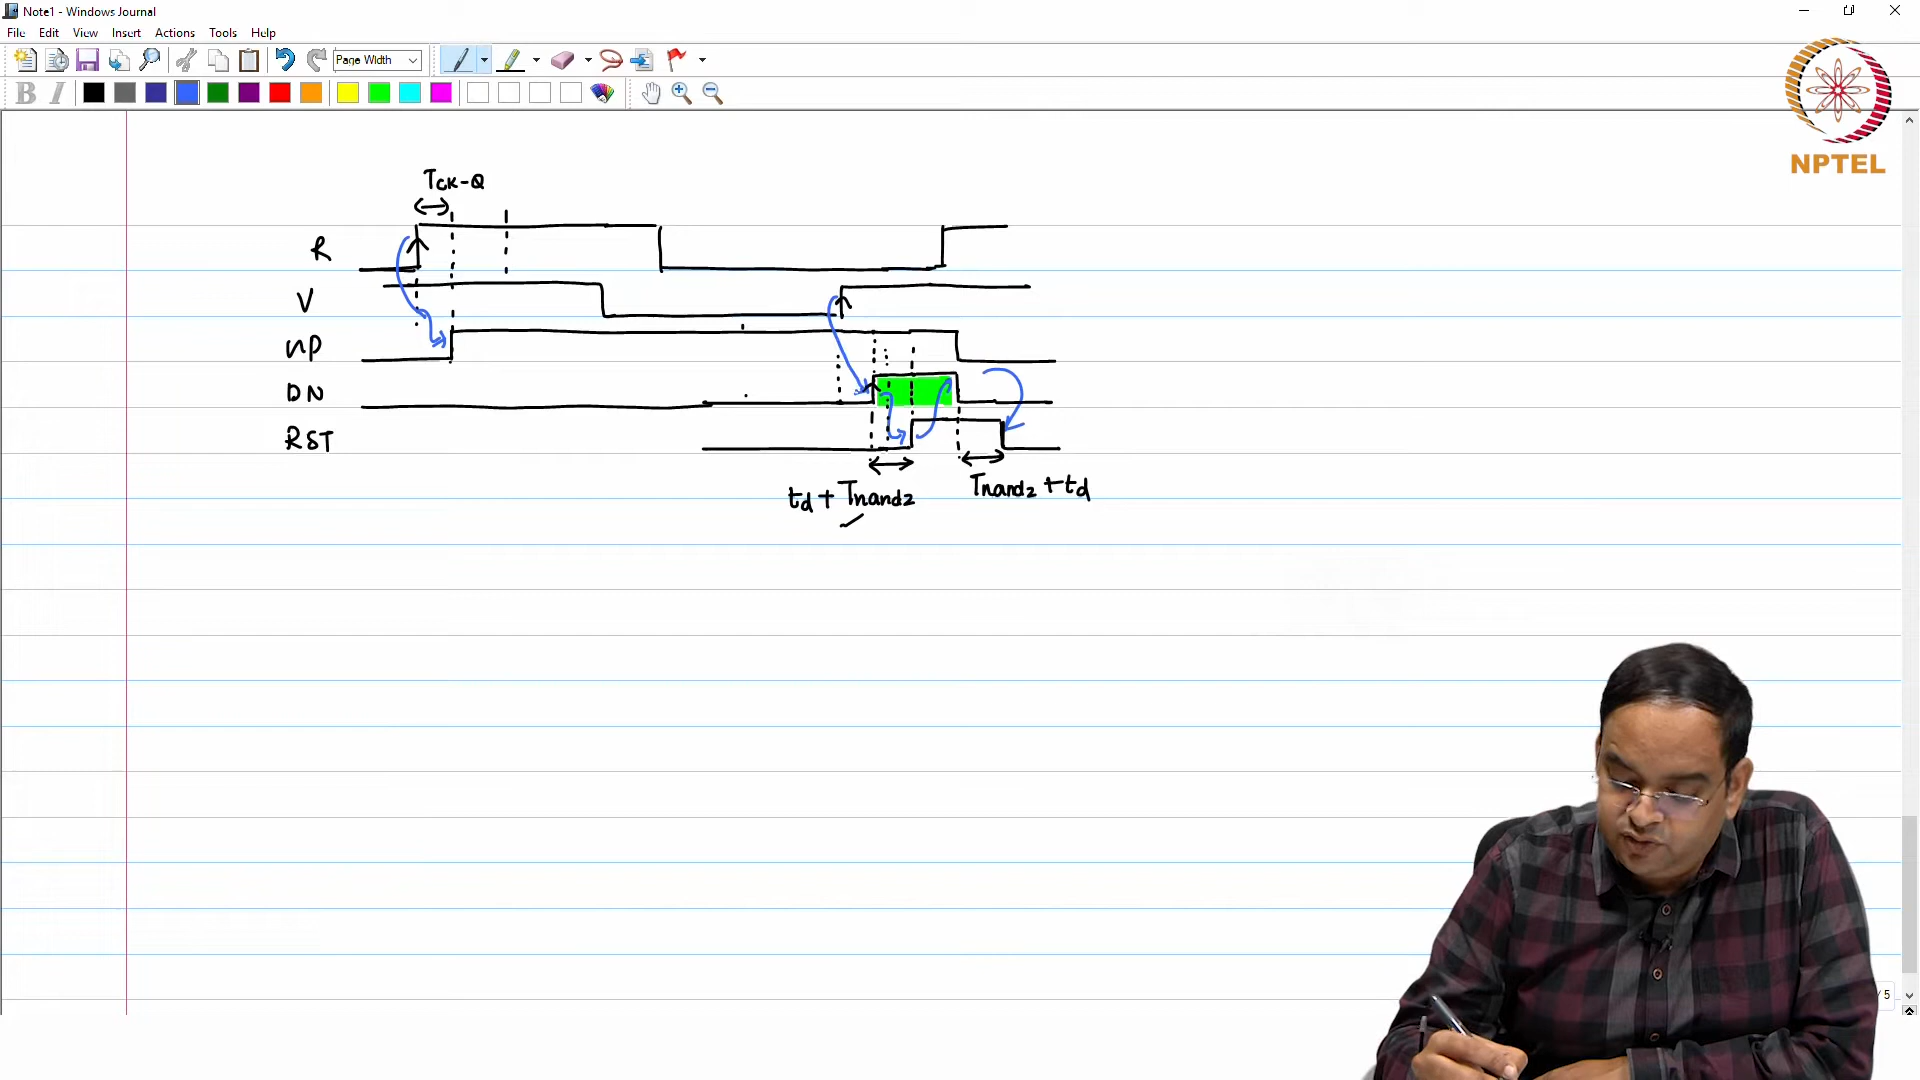 Note1 - Windows Journal
File Edit View Insert Actions Tools Help
Page Width
B I
NPTEL
TCK-Q
R
V
UP
DN
RST
td + Tnand2
Tnand2 + td
/ 5